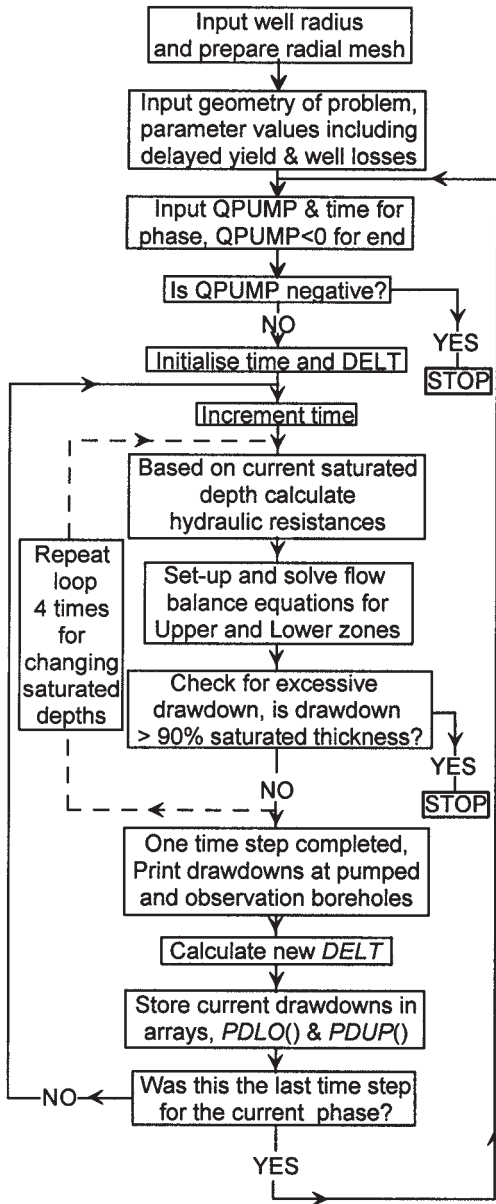 Input well radius
and prepare radial mesh
Input geometry of problem,
parameter values including
delayed yield & well losses
Input QPUMP & time for
phase, QPUMP<0 for end
Is QPUMP negative?
NO
YES
STOP
Initialise time and DELT
Increment time
Based on current saturated
depth calculate
hydraulic resistances
Repeat
loop
4 times
for
changing
saturated
depths
Set-up and solve flow
balance equations for
Upper and Lower zones
Check for excessive
drawdown, is drawdown
> 90% saturated thickness?
YES
STOP
NO
One time step completed,
Print drawdowns at pumped
and observation boreholes
Calculate new DELT
Store current drawdowns in
arrays, PDLO() & PDUP()
Was this the last time step
for the current phase?
NO
YES